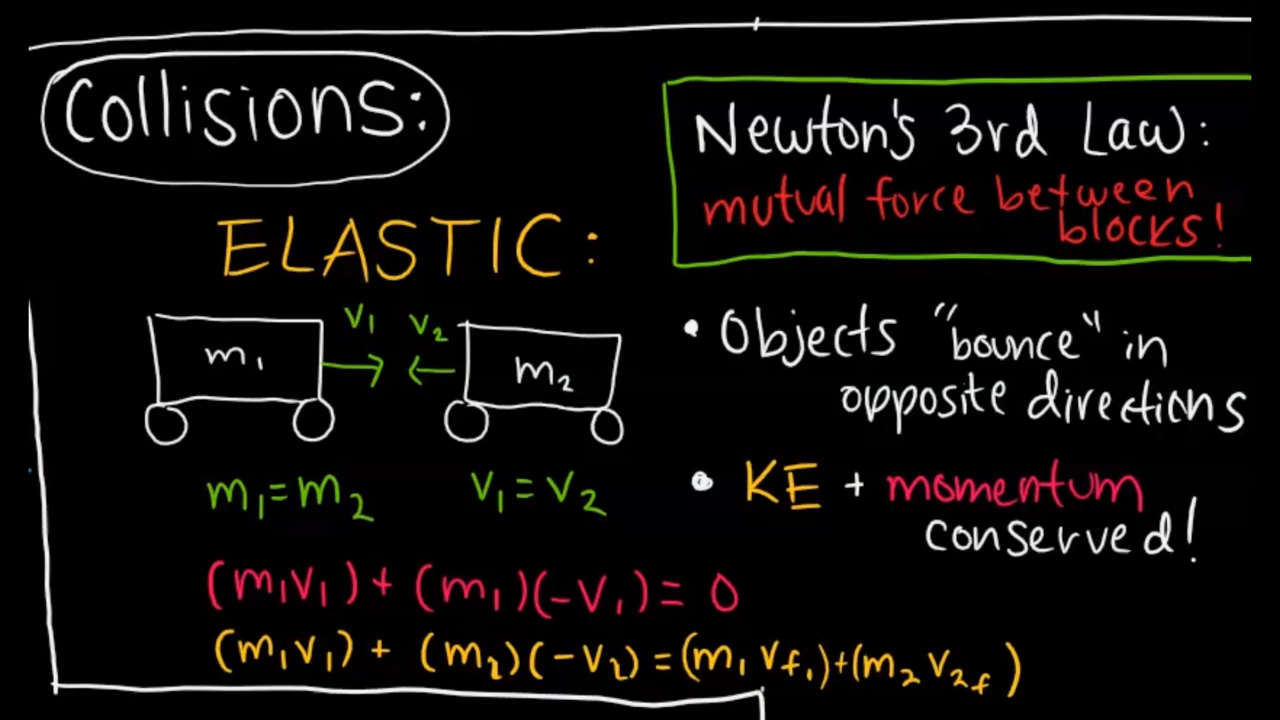 Collisions:
Newton's 3rd Law:
mutual force between
blocks!
ELASTIC:
v₁ v₂
m₁ m₂
• Objects "bounce" in
opposite directions
m₁=m₂ v₁=v₂
• KE + momentum
conserved!
(m₁v₁) + (m₁)(-v₁) = 0
(m₁v₁) + (m₂)(-v₂) = (m₁ v_f₁) + (m₂ v₂f)